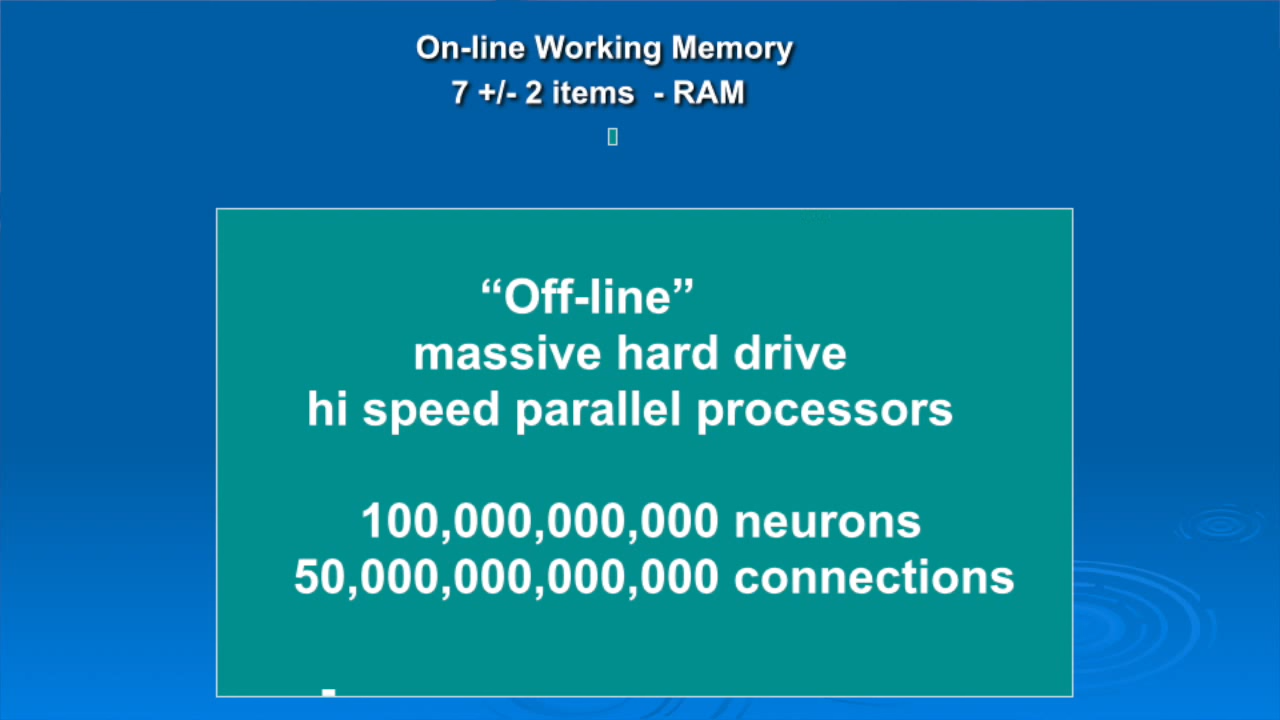 On-line Working Memory
7 +/- 2 items - RAM
“Off-line”
massive hard drive
hi speed parallel processors
100,000,000,000 neurons
50,000,000,000,000 connections